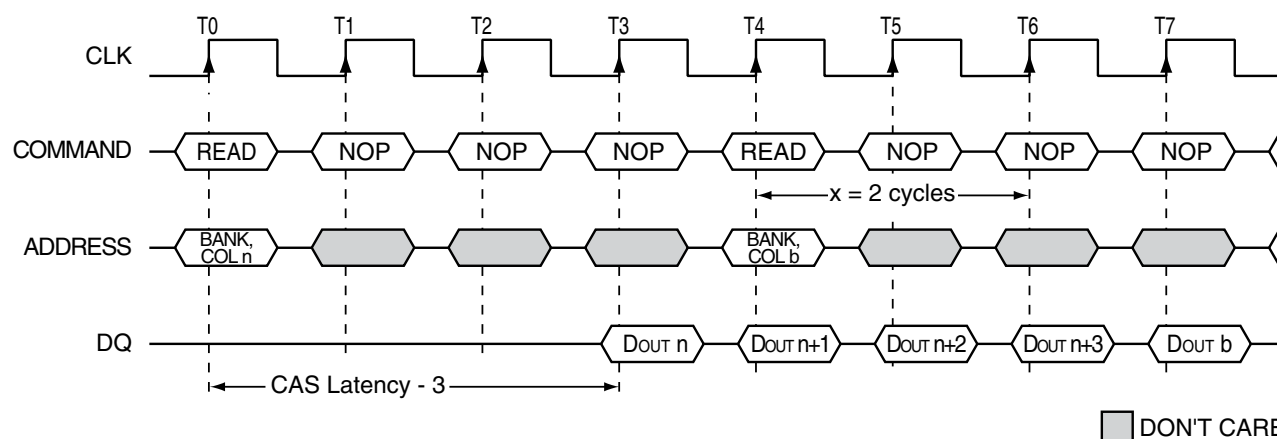 T0 T1 T2 T3 T4 T5 T6 T7
CLK
COMMAND READ NOP NOP NOP READ NOP NOP NOP
x = 2 cycles
ADDRESS BANK, COL n BANK, COL b
DQ DOUT n DOUT n+1 DOUT n+2 DOUT n+3 DOUT b
CAS Latency - 3
DON'T CARE